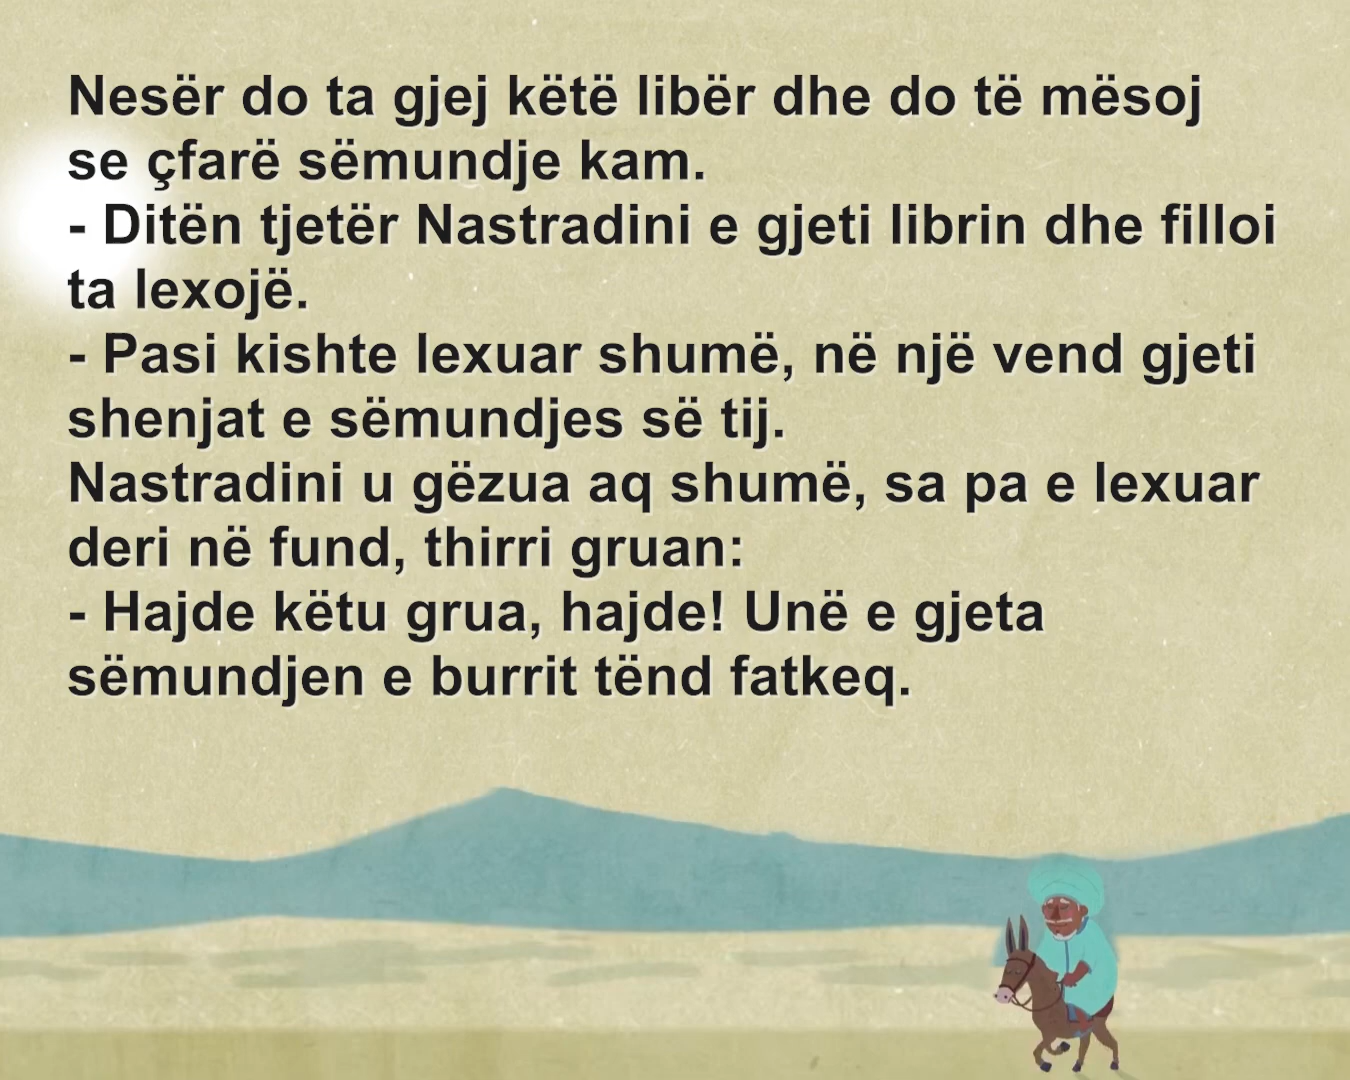 Nesër do ta gjej këtë libër dhe do të mësoj
se çfarë sëmundje kam.
- Ditën tjetër Nastradini e gjeti librin dhe filloi
ta lexojë.
- Pasi kishte lexuar shumë, në një vend gjeti
shenjat e sëmundjes së tij.
Nastradini u gëzua aq shumë, sa pa e lexuar
deri në fund, thirri gruan:
- Hajde këtu grua, hajde! Unë e gjeta
sëmundjen e burrit tënd fatkeq.